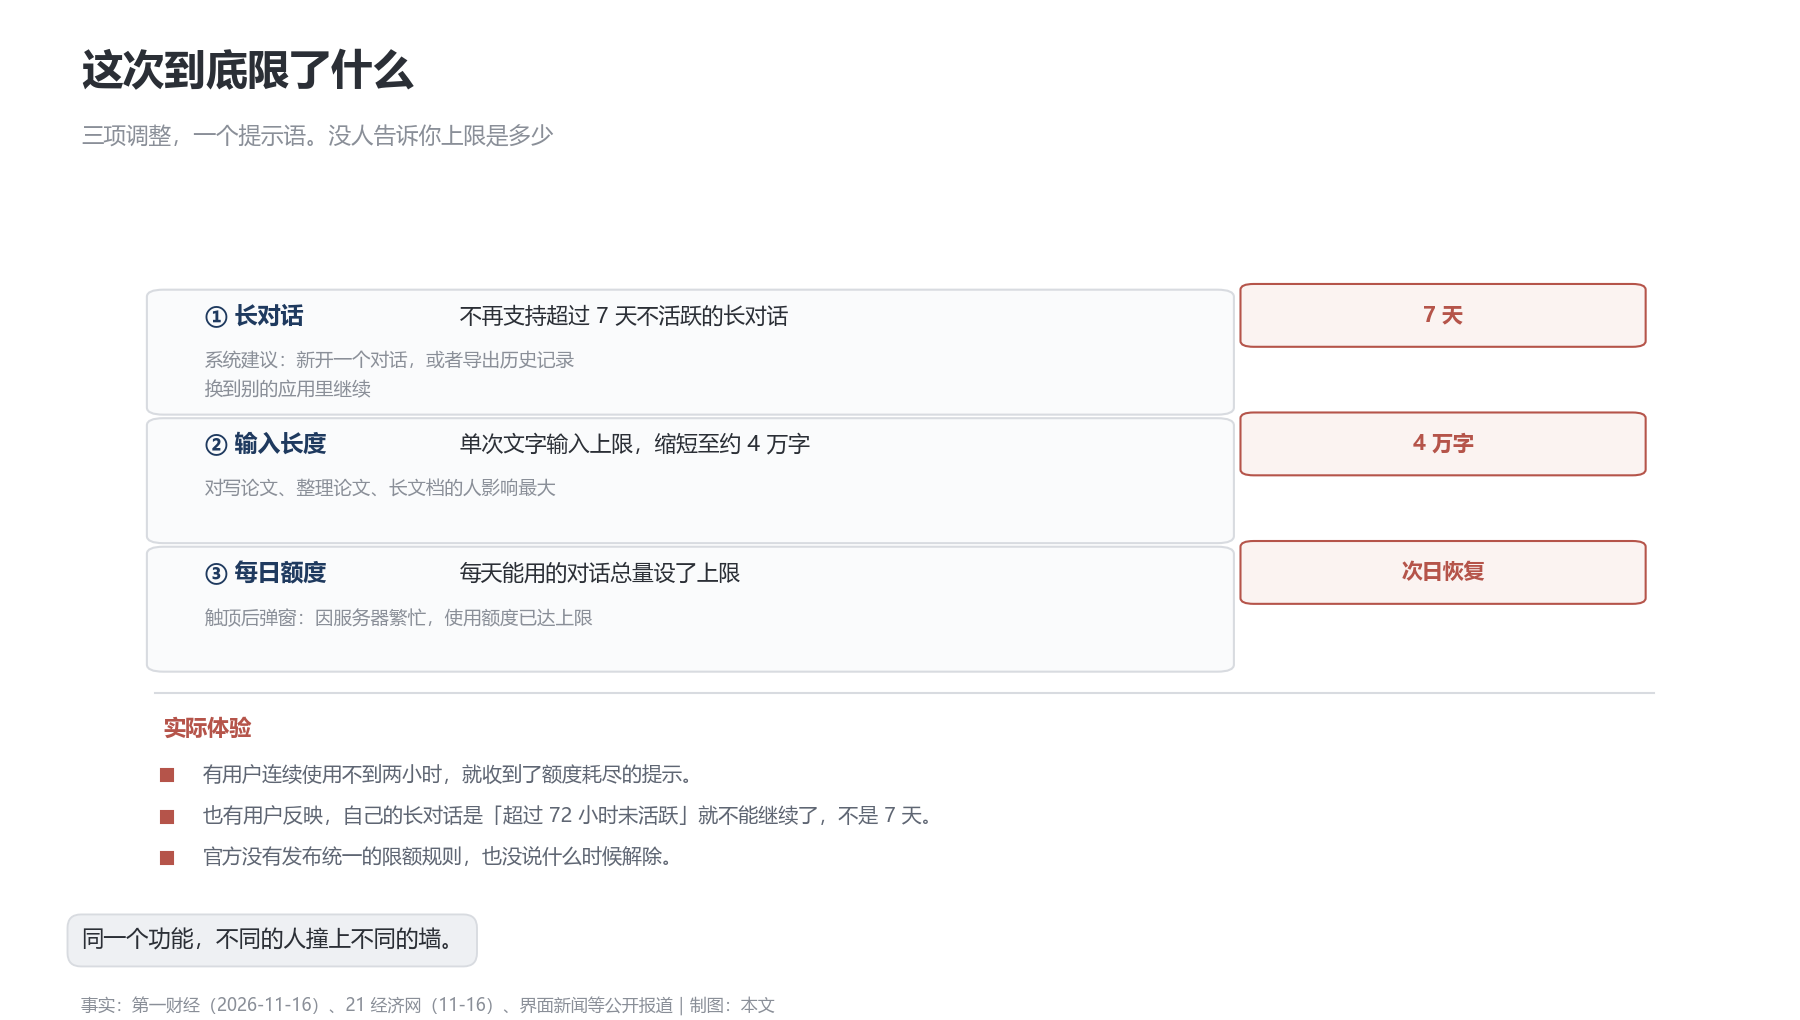 这次到底限了什么
三项调整，一个提示语。没人告诉你上限是多少
① 长对话 不再支持超过 7 天不活跃的长对话 7 天
系统建议：新开一个对话，或者导出历史记录
换到别的应用里继续
② 输入长度 单次文字输入上限，缩短至约 4 万字 4 万字
对写论文、整理论文、长文档的人影响最大
③ 每日额度 每天能用的对话总量设了上限 次日恢复
触顶后弹窗：因服务器繁忙，使用额度已达上限
实际体验
有用户连续使用不到两小时，就收到了额度耗尽的提示。
也有用户反映，自己的长对话是「超过 72 小时未活跃」就不能继续了，不是 7 天。
官方没有发布统一的限额规则，也没说什么时候解除。
同一个功能，不同的人撞上不同的墙。
事实：第一财经（2026-11-16）、21 经济网（11-16）、界面新闻等公开报道 | 制图：本文